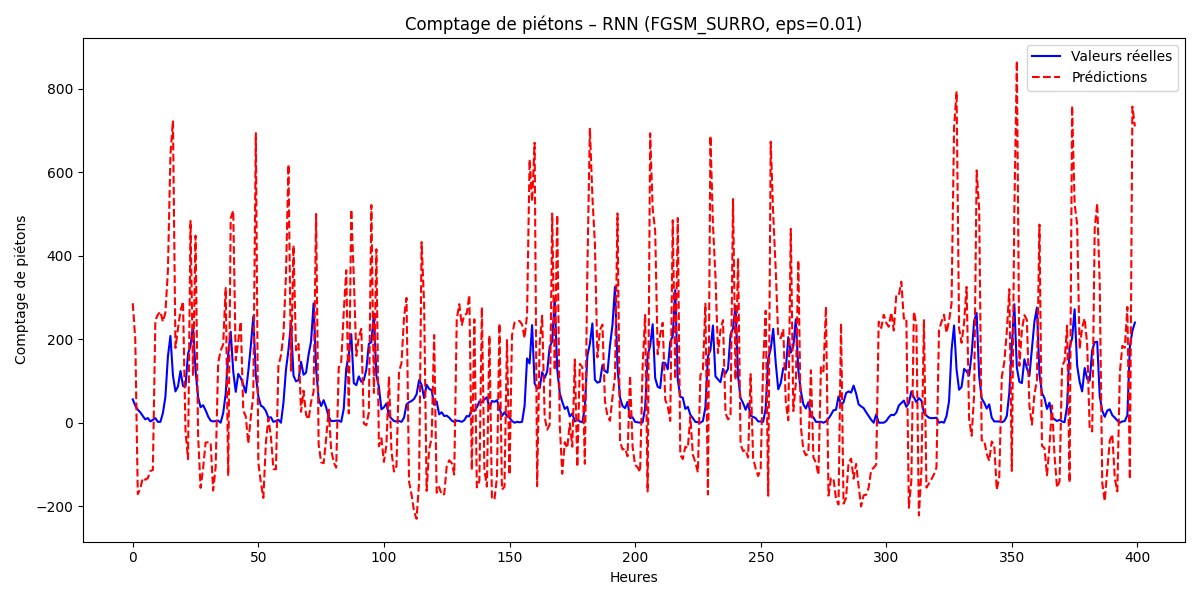 Comptage de piétons – RNN (FGSM_SURRO, eps=0.01)
Valeurs réelles
Prédictions
Comptage de piétons
800
600
400
200
0
−200
0 50 100 150 200 250 300 350 400
Heures